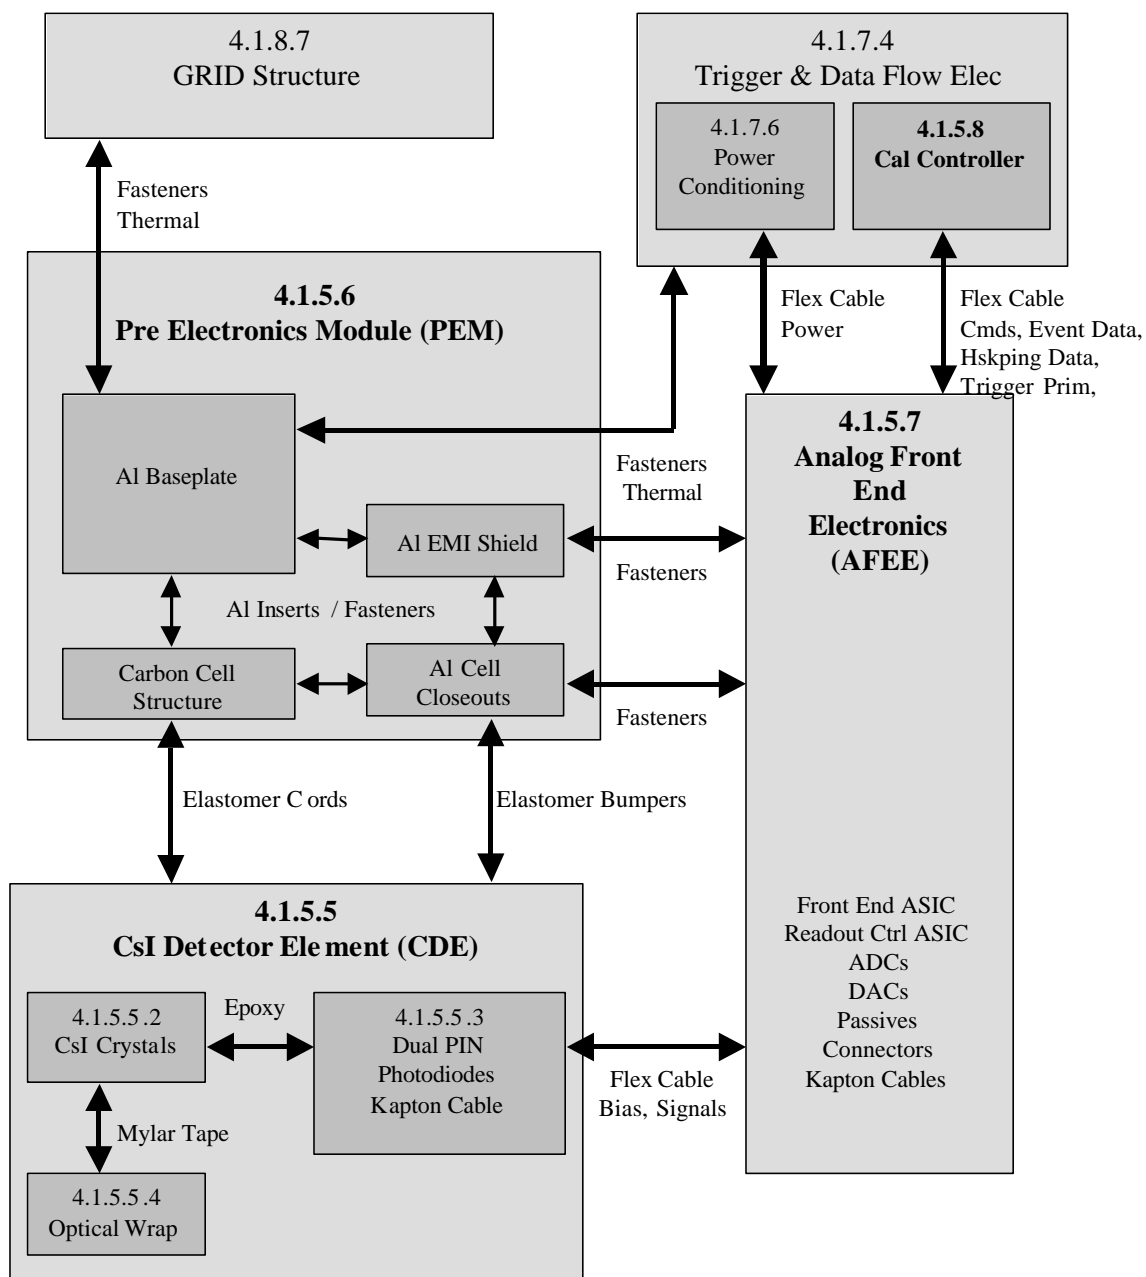 4.1.8.7
GRID Structure
4.1.7.4
Trigger & Data Flow Elec
4.1.7.6
Power
Conditioning
4.1.5.8
Cal Controller
Fasteners
Thermal
4.1.5.6
Pre Electronics Module (PEM)
Flex Cable
Power
Flex Cable
Cmds, Event Data,
Hskping Data,
Trigger Prim,
Al Baseplate
Fasteners
Thermal
Al EMI Shield
Fasteners
Al Inserts / Fasteners
Carbon Cell
Structure
Al Cell
Closeouts
Fasteners
4.1.5.7
Analog Front
End
Electronics
(AFEE)
Elastomer Cords
Elastomer Bumpers
4.1.5.5
CsI Detector Element (CDE)
4.1.5.5.2
CsI Crystals
Epoxy
4.1.5.5.3
Dual PIN
Photodiodes
Kapton Cable
Flex Cable
Bias, Signals
Mylar Tape
4.1.5.5.4
Optical Wrap
Front End ASIC
Readout Ctrl ASIC
ADCs
DACs
Passives
Connectors
Kapton Cables